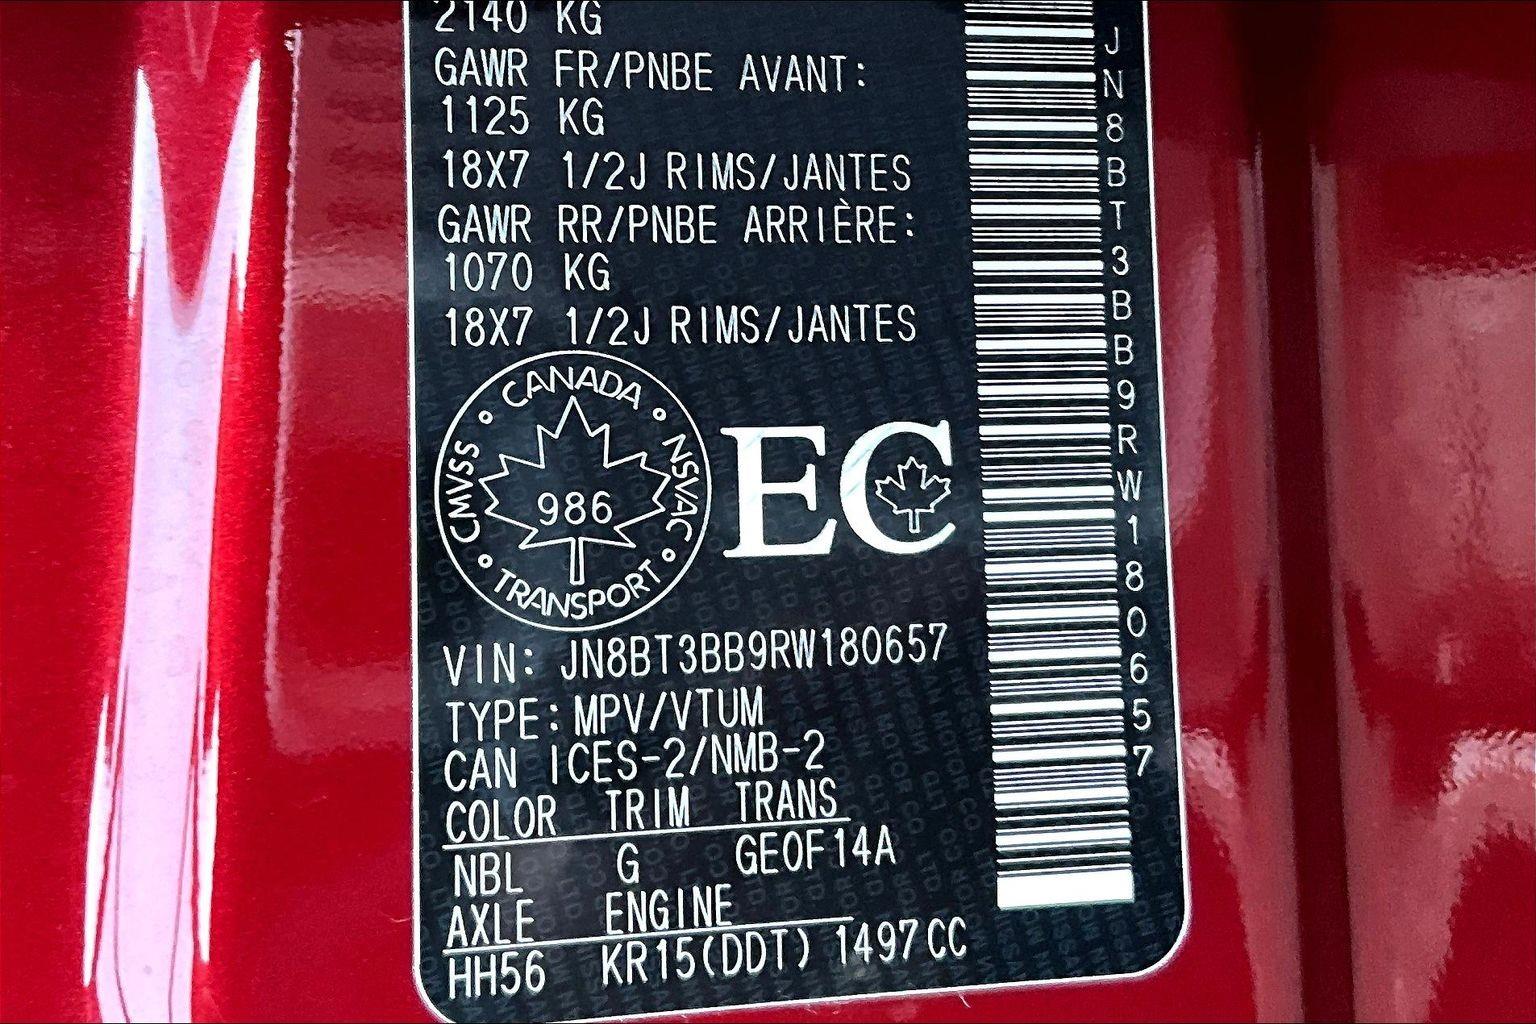 2140 KG
GAWR FR/PNBE AVANT:
1125 KG
18X7 1/2J RIMS/JANTES
GAWR RR/PNBE ARRIÈRE:
1070 KG
18X7 1/2J RIMS/JANTES
CANADA
CMVSS
NSVAC
986
TRANSPORT
EC
VIN: JN8BT3BB9RW180657
TYPE: MPV/VTUM
CAN ICES-2/NMB-2
COLOR TRIM TRANS
NBL G GE0F14A
AXLE ENGINE
HH56 KR15(DDT) 1497CC
JN8BT3BB9RW180657